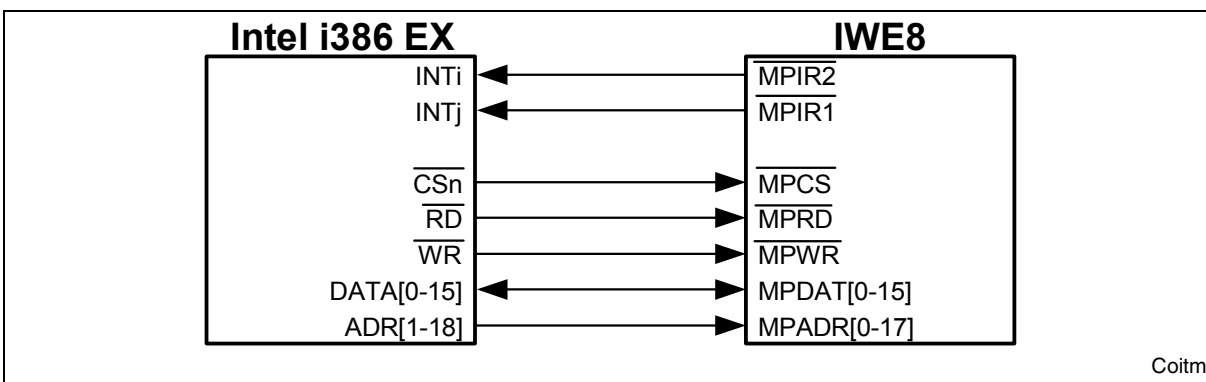 Intel i386 EX IWE8
INTi MPIR2
INTj MPIR1
CSn MPCS
RD MPRD
WR MPWR
DATA[0-15] MPDAT[0-15]
ADR[1-18] MPADR[0-17]
Coitm